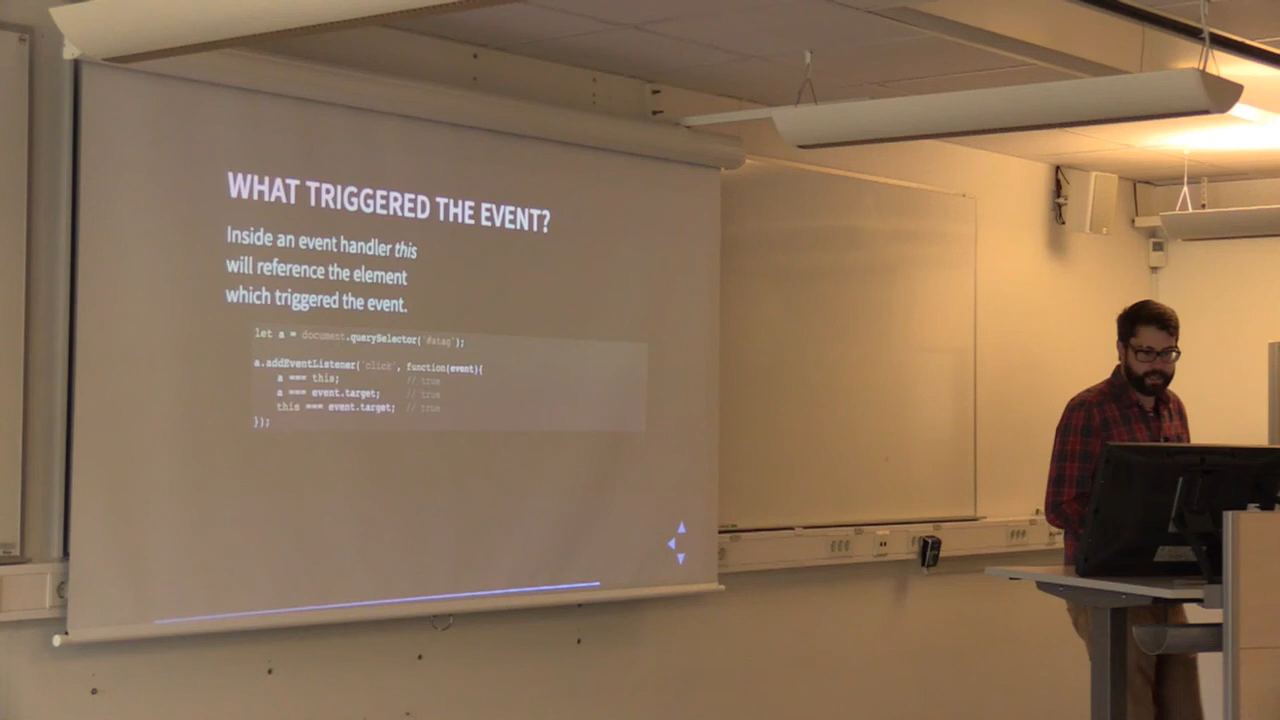 WHAT TRIGGERED THE EVENT?
Inside an event handler this
will reference the element
which triggered the event.
let a = document.querySelector('#atag');
a.addEventListener('click', function(event){
a === this; // true
a === event.target; // true
this === event.target; // true
});